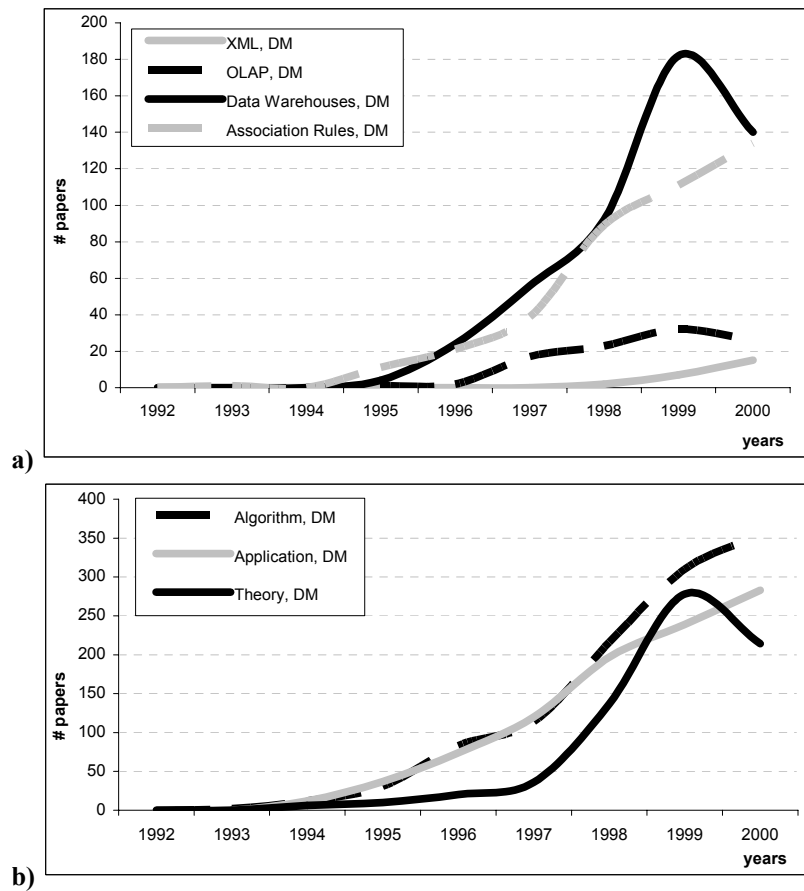 200
180
160
140
120
100
80
60
40
20
0
# papers
XML, DM
OLAP, DM
Data Warehouses, DM
Association Rules, DM
1992 1993 1994 1995 1996 1997 1998 1999 2000
years
a)
400
350
300
250
200
150
100
50
0
# papers
Algorithm, DM
Application, DM
Theory, DM
1992 1993 1994 1995 1996 1997 1998 1999 2000
years
b)